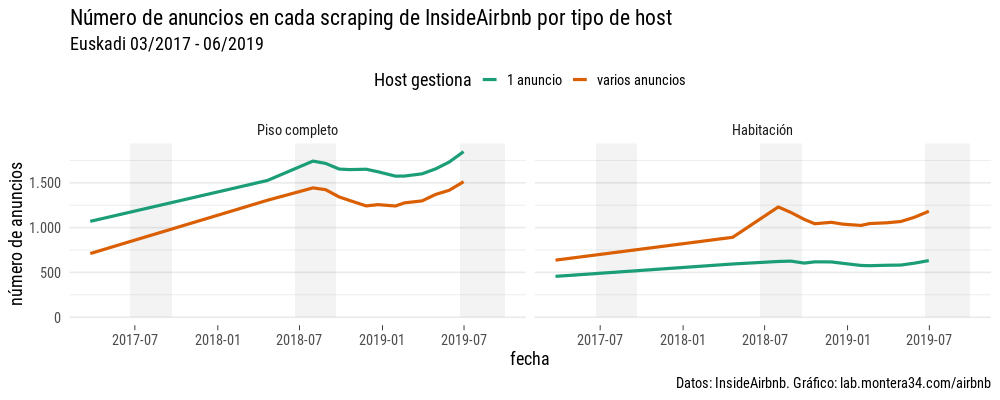 Número de anuncios en cada scraping de InsideAirbnb por tipo de host
Euskadi 03/2017 - 06/2019
Host gestiona 1 anuncio varios anuncios
Piso completo Habitación
número de anuncios
1.500
1.000
500
0
2017-07 2018-01 2018-07 2019-01 2019-07 2017-07 2018-01 2018-07 2019-01 2019-07
fecha
Datos: InsideAirbnb. Gráfico: lab.montera34.com/airbnb